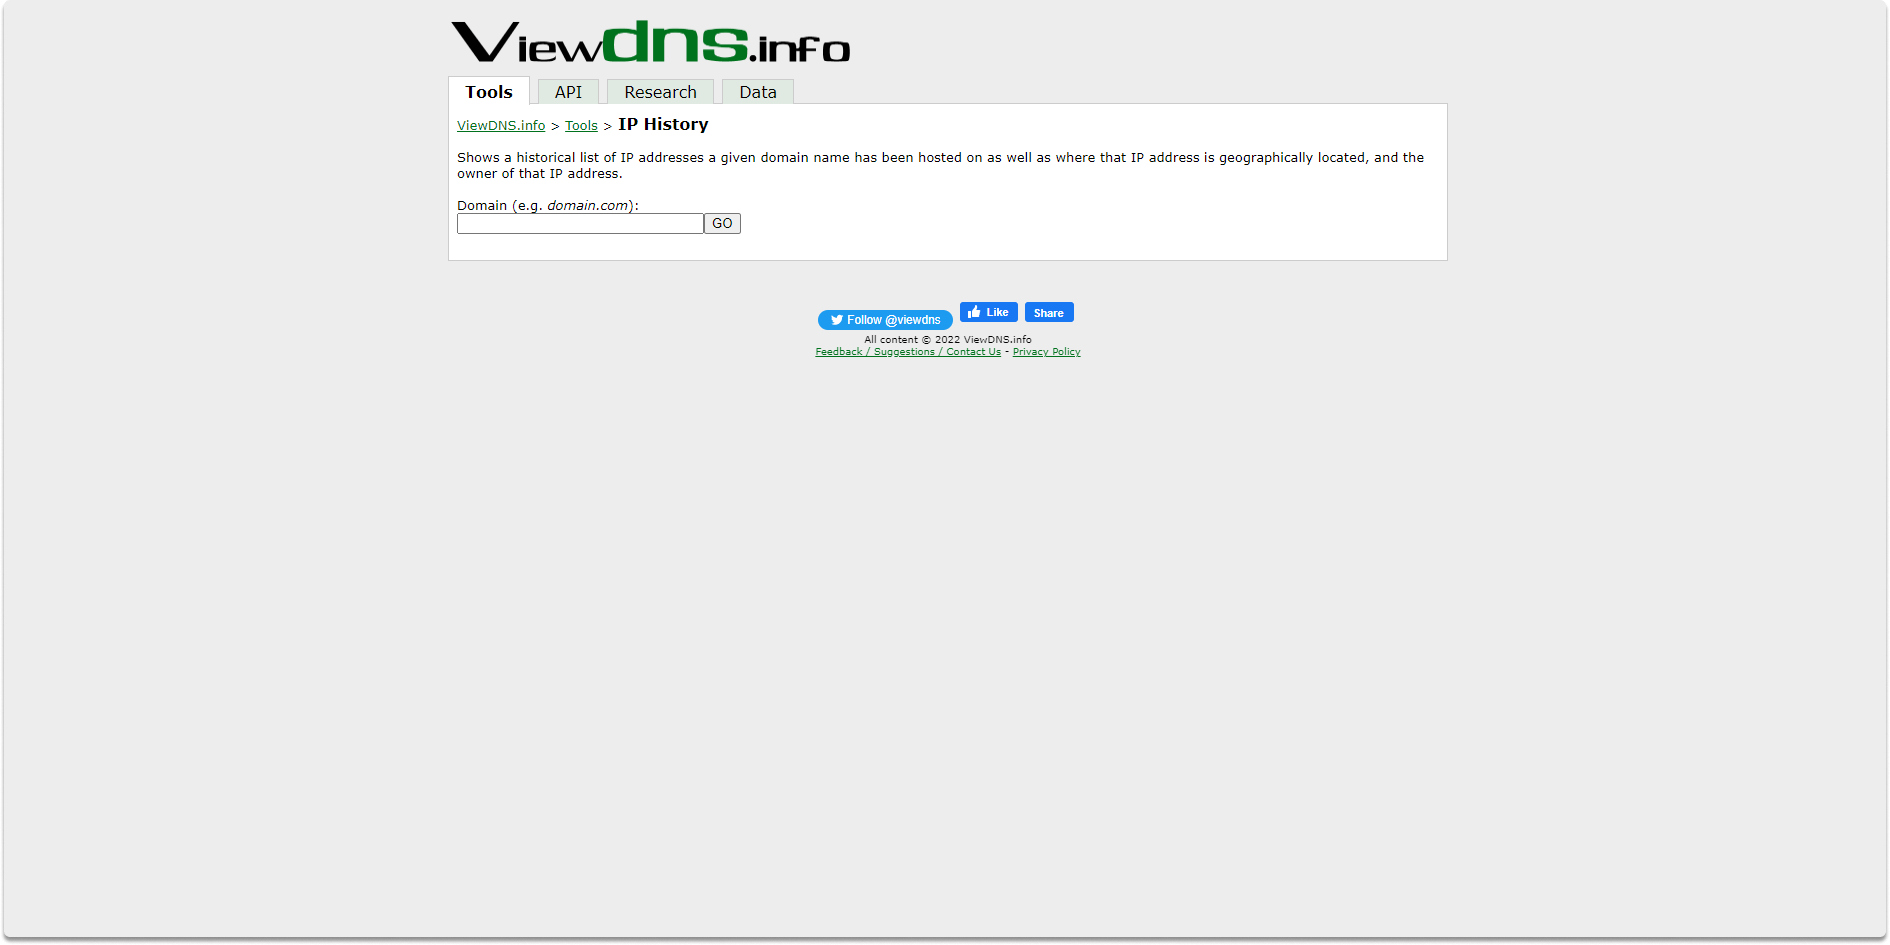 Viewdns.info
Tools API Research Data
ViewDNS.info > Tools > IP History
Shows a historical list of IP addresses a given domain name has been hosted on as well as where that IP address is geographically located, and the
owner of that IP address.
Domain (e.g. domain.com):
GO
Follow @viewdns Like Share
All content © 2022 ViewDNS.info
Feedback / Suggestions / Contact Us - Privacy Policy